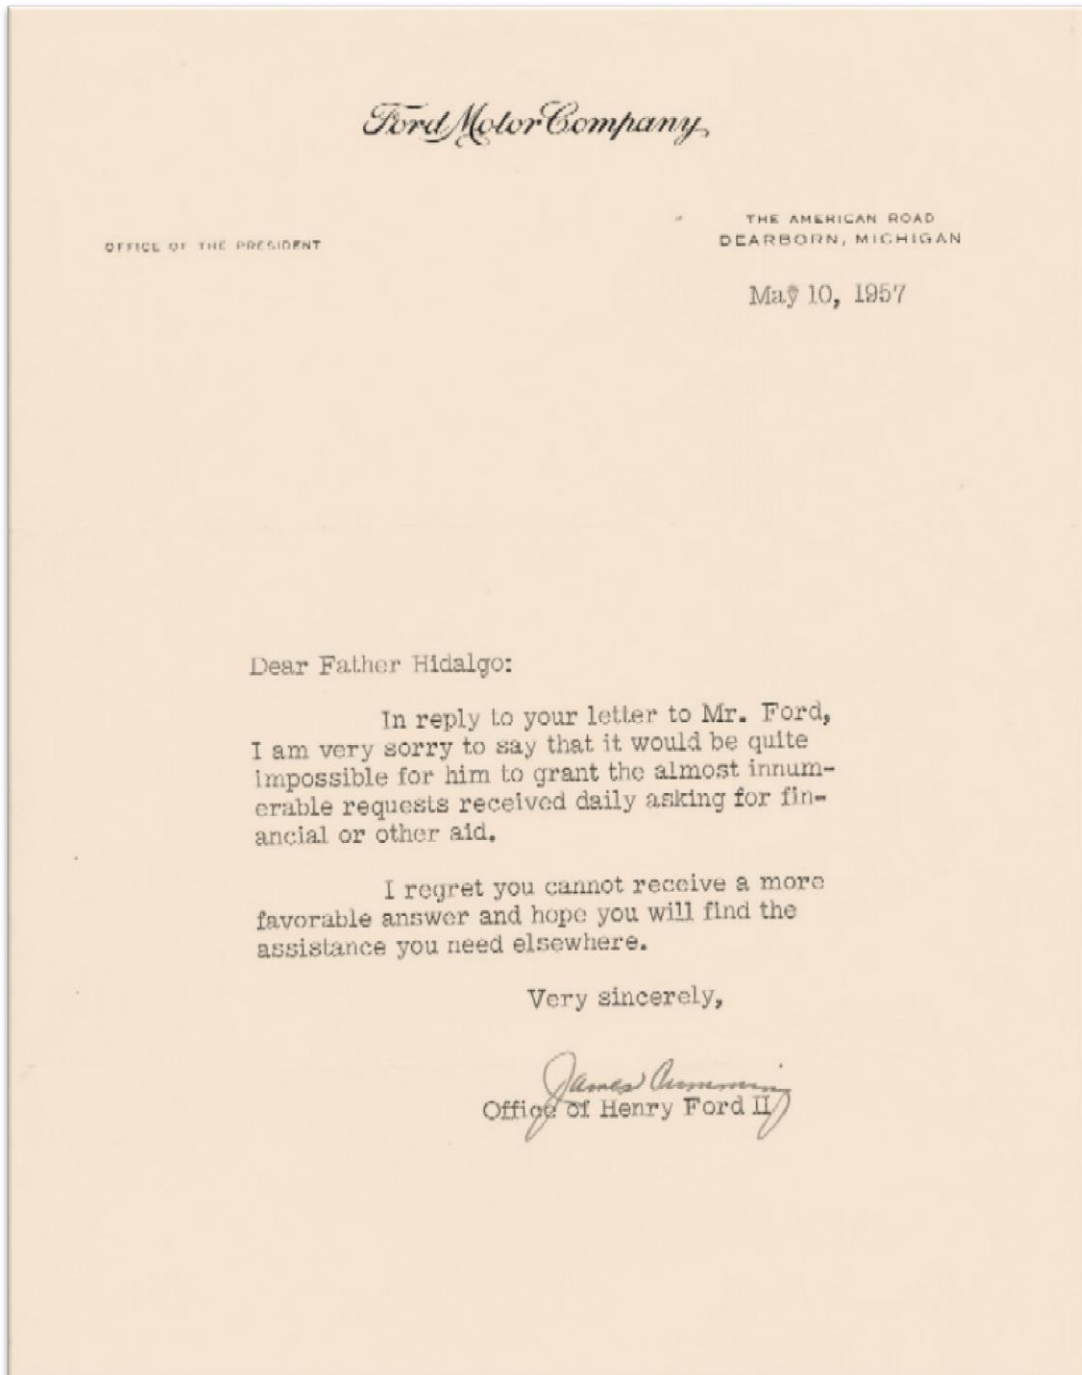 Ford Motor Company
OFFICE OF THE PRESIDENT
THE AMERICAN ROAD
DEARBORN, MICHIGAN
May 10, 1957
Dear Father Hidalgo:
In reply to your letter to Mr. Ford,
I am very sorry to say that it would be quite
impossible for him to grant the almost innum-
erable requests received daily asking for fin-
ancial or other aid.
I regret you cannot receive a more
favorable answer and hope you will find the
assistance you need elsewhere.
Very sincerely,
James Cumming
Office of Henry Ford II